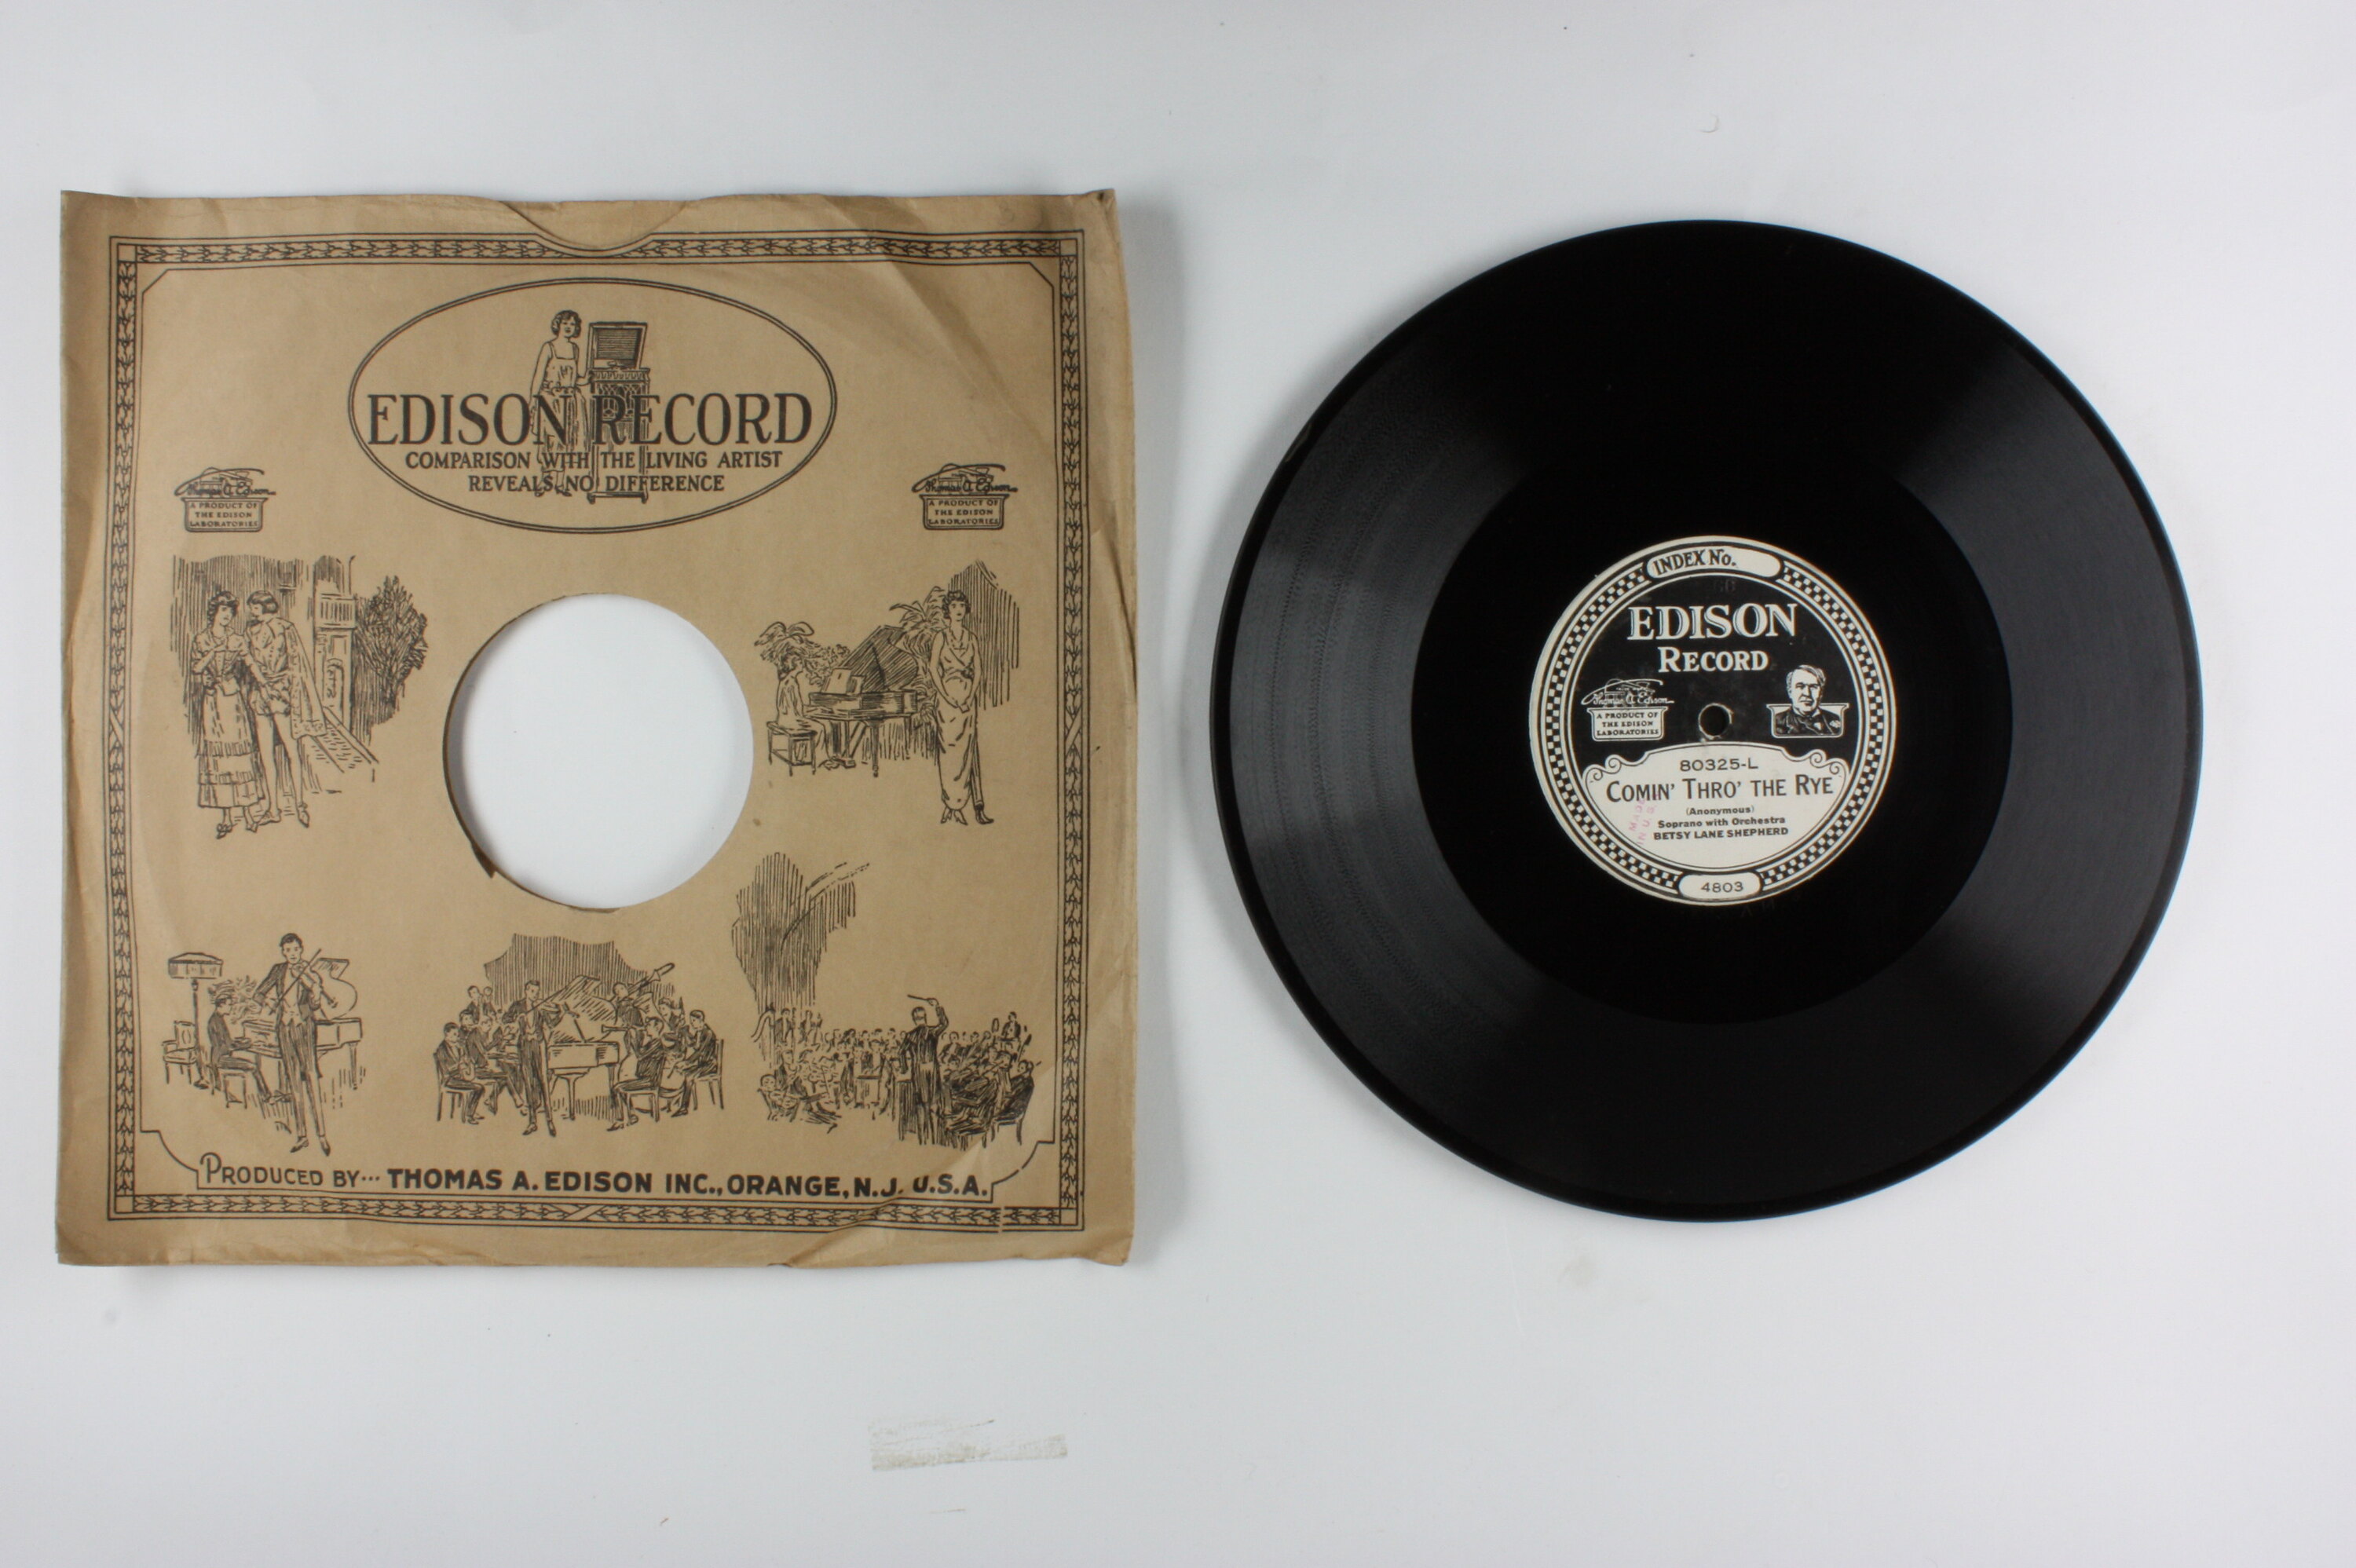 EDISON RECORD
COMPARISON WITH THE LIVING ARTIST
REVEALS NO DIFFERENCE
Thomas A. Edison
A PRODUCT OF
THE EDISON
LABORATORIES
Thomas A. Edison
A PRODUCT OF
THE EDISON
LABORATORIES
PRODUCED BY... THOMAS A. EDISON INC., ORANGE, N.J. U.S.A.
INDEX No.
EDISON
RECORD
Thomas A. Edison
A PRODUCT OF
THE EDISON
LABORATORIES
80325-L
COMIN' THRO' THE RYE
(Anonymous)
Soprano with Orchestra
BETSY LANE SHEPHERD
MADE
IN U.S.
4803